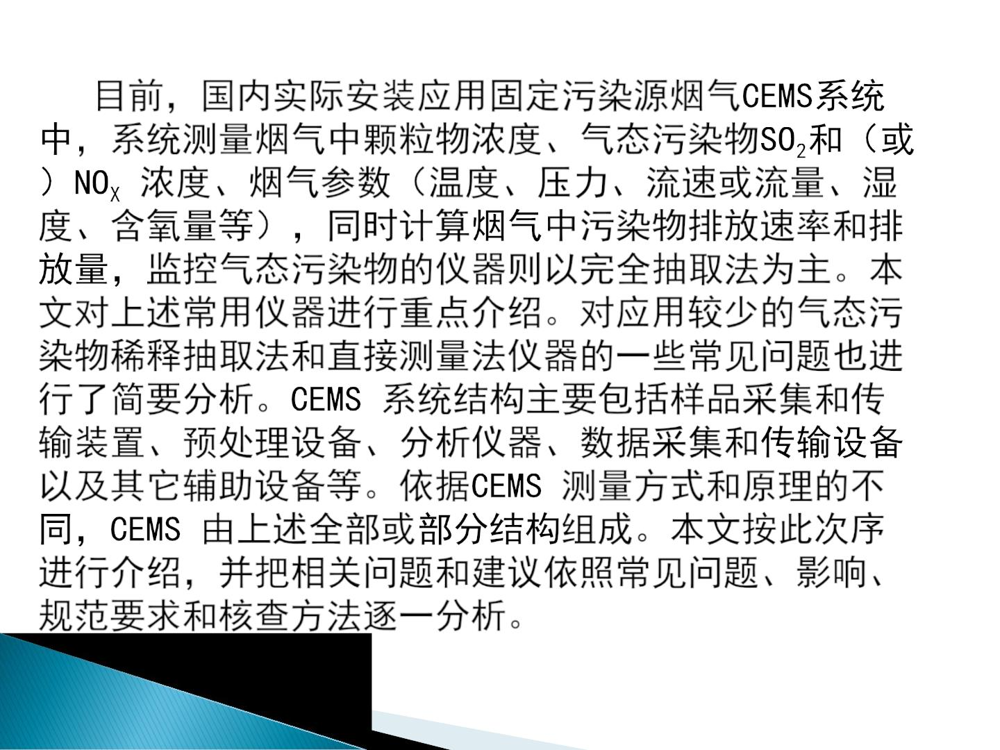 目前，国内实际安装应用固定污染源烟气CEMS系统
中，系统测量烟气中颗粒物浓度、气态污染物SO₂和（或
）NOX 浓度、烟气参数（温度、压力、流速或流量、湿
度、含氧量等），同时计算烟气中污染物排放速率和排
放量，监控气态污染物的仪器则以完全抽取法为主。本
文对上述常用仪器进行重点介绍。对应用较少的气态污
染物稀释抽取法和直接测量法仪器的一些常见问题也进
行了简要分析。CEMS 系统结构主要包括样品采集和传
输装置、预处理设备、分析仪器、数据采集和传输设备
以及其它辅助设备等。依据CEMS 测量方式和原理的不
同，CEMS 由上述全部或部分结构组成。本文按此次序
进行介绍，并把相关问题和建议依照常见问题、影响、
规范要求和核查方法逐一分析。